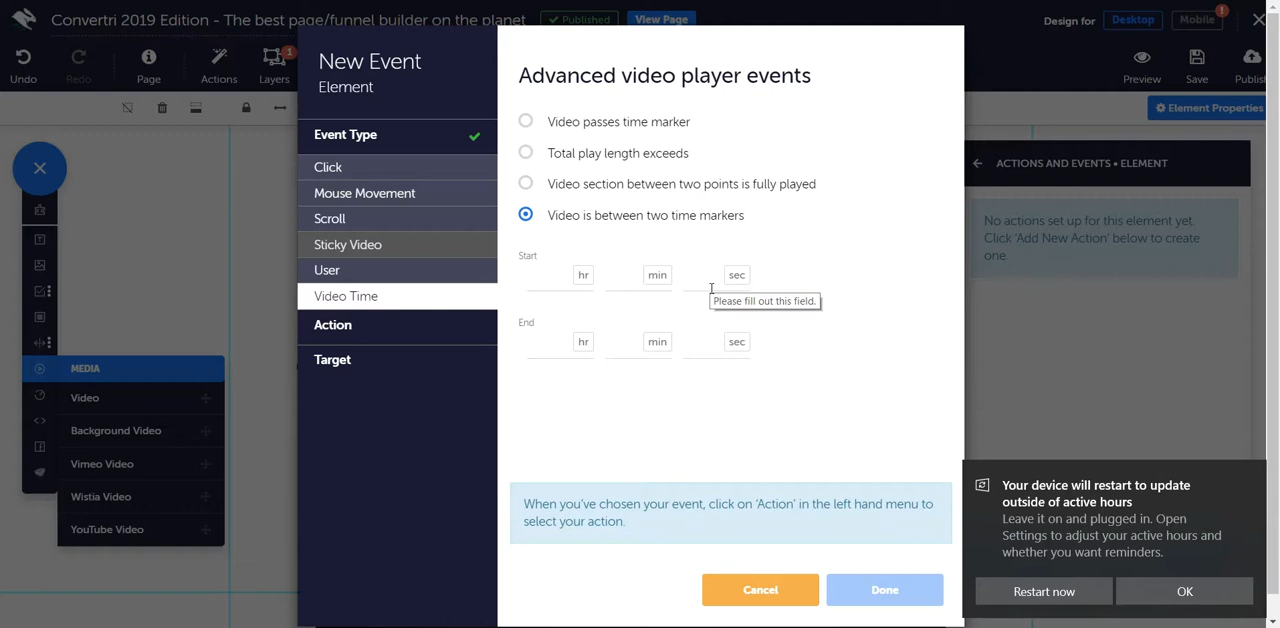 Convertri 2019 Edition - The best page/funnel builder on the planet
Published
View Page
Design for
Desktop
Mobile
!
Undo
Redo
Page
Actions
Layers
1
Preview
Save
Publis
Element Properties
New Event
Element
Event Type
Click
Mouse Movement
Scroll
Sticky Video
User
Video Time
Action
Target
Advanced video player events
Video passes time marker
Total play length exceeds
Video section between two points is fully played
Video is between two time markers
Start
hr min sec
Please fill out this field.
End
hr min sec
When you've chosen your event, click on 'Action' in the left hand menu to
select your action.
Cancel
Done
MEDIA
Video
Background Video
Vimeo Video
Wistia Video
YouTube Video
ACTIONS AND EVENTS • ELEMENT
No actions set up for this element yet.
Click 'Add New Action' below to create
one.
Your device will restart to update
outside of active hours
Leave it on and plugged in. Open
Settings to adjust your active hours and
whether you want reminders.
Restart now
OK